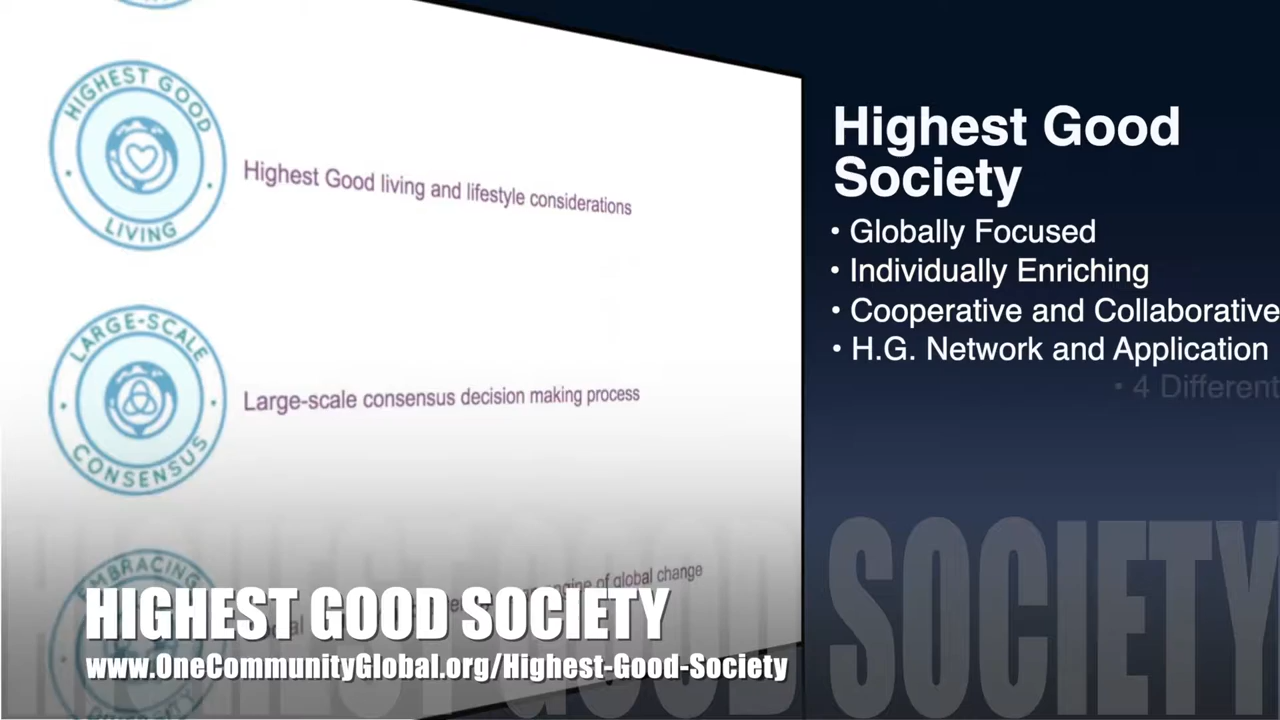 HIGHEST GOOD
LIVING
Highest Good living and lifestyle considerations
LARGE-SCALE
CONSENSUS
Large-scale consensus decision making process
EMBRACING
engine of global change
Highest Good
Society
• Globally Focused
• Individually Enriching
• Cooperative and Collaborative
• H.G. Network and Application
• 4 Different
HIGHEST GOOD SOCIETY
HIGHEST GOOD SOCIETY
www.OneCommunityGlobal.org/Highest-Good-Society